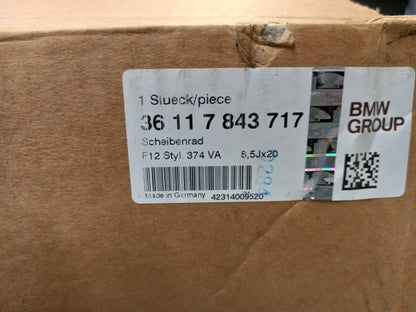 1 Stueck/piece
36 11 7 843 717
Scheibenrad
F12 Styl. 374 VA 8,5Jx20
Made in Germany 42314009520
BMW
GROUP